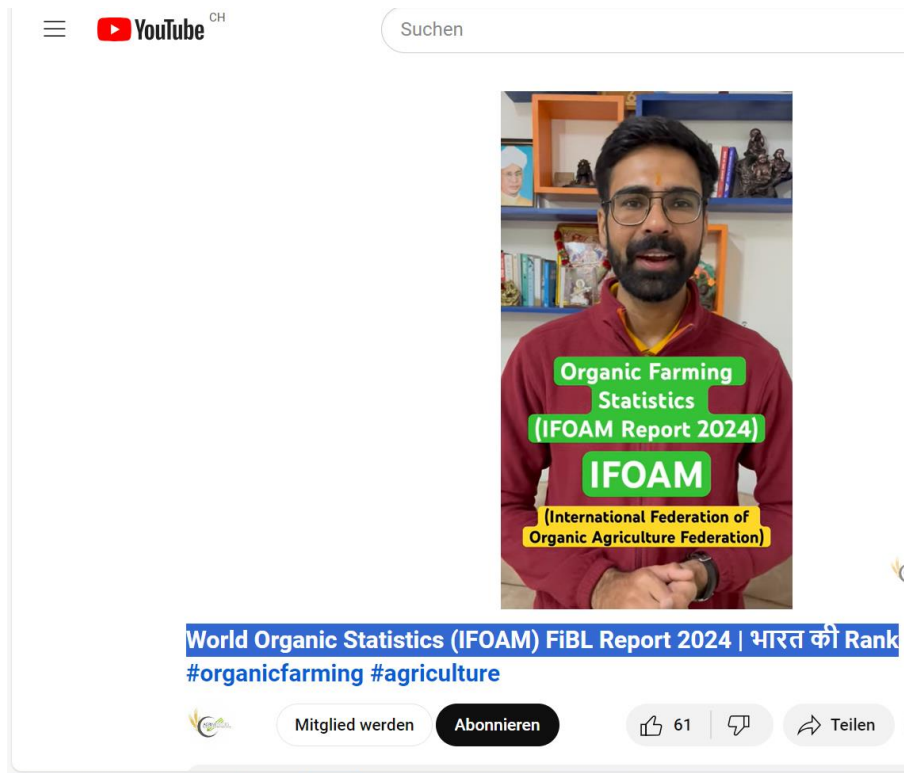 YouTube CH
Suchen
Organic Farming
Statistics
(IFOAM Report 2024)
IFOAM
(International Federation of
Organic Agriculture Federation)
World Organic Statistics (IFOAM) FiBL Report 2024 | भारत की Rank
#organicfarming #agriculture
Mitglied werden
Abonnieren
61
Teilen